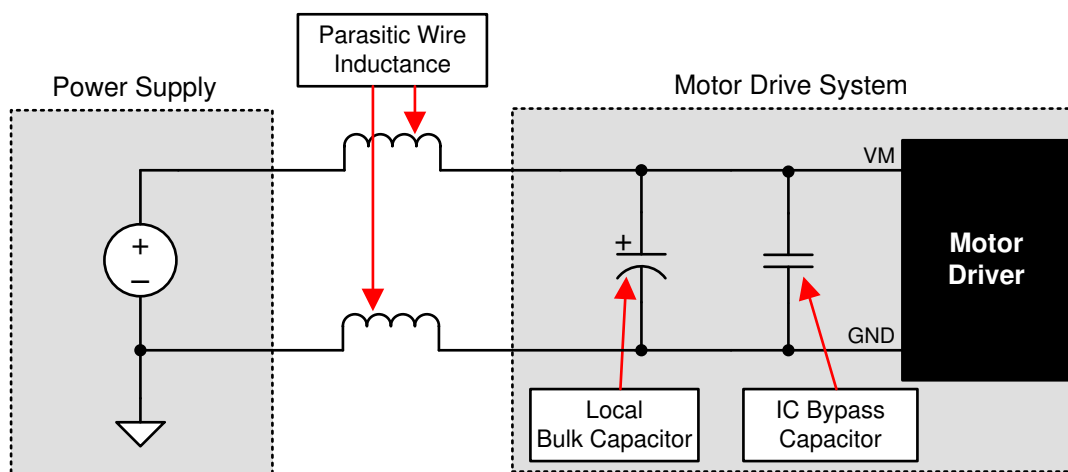 Parasitic Wire
Inductance
Power Supply
Motor Drive System
VM
+
−
+
Motor
Driver
GND
Local
Bulk Capacitor
IC Bypass
Capacitor